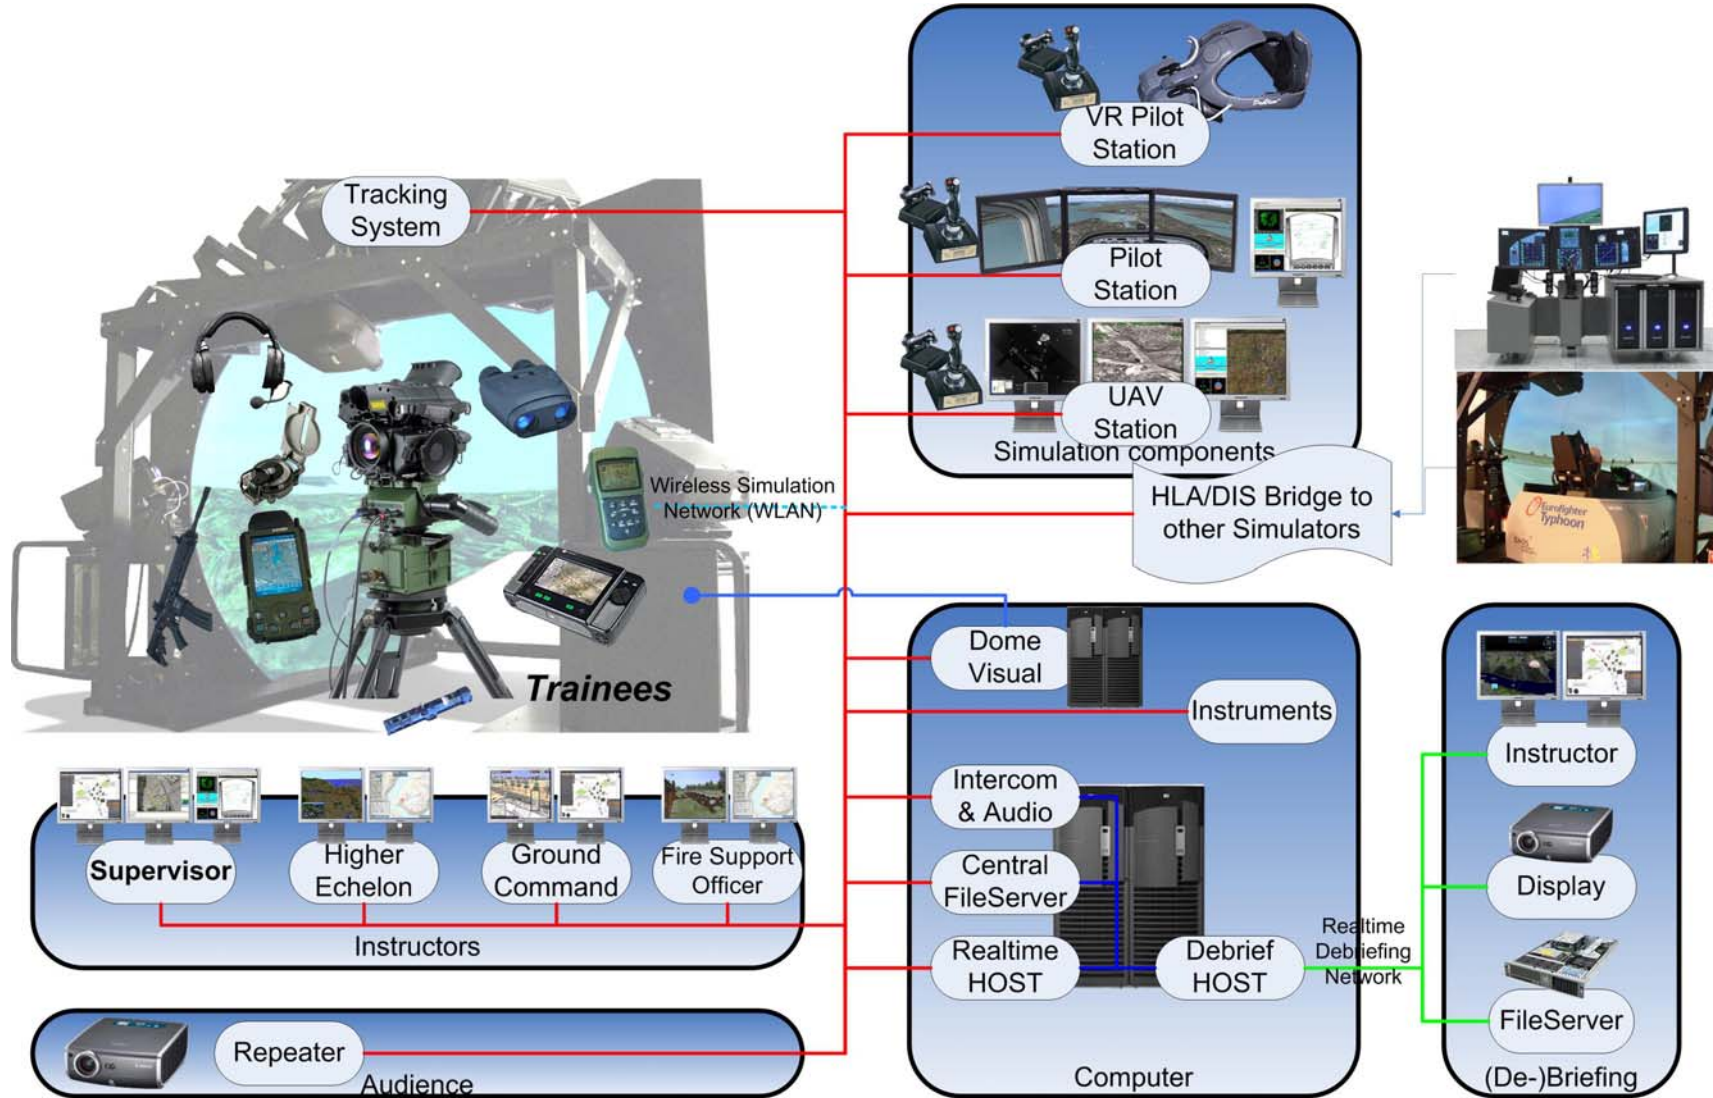 VR Pilot
Station
Tracking
System
Pilot
Station
UAV
Station
Simulation components
Wireless Simulation
Network (WLAN)
HLA/DIS Bridge to
other Simulators
Eurofighter
Typhoon
Dome
Visual
Trainees
Instruments
Instructor
Intercom
& Audio
Supervisor
Higher
Echelon
Ground
Command
Fire Support
Officer
Central
FileServer
Display
Instructors
Realtime
HOST
Debrief
HOST
Realtime
Debriefing
Network
FileServer
Repeater
Audience
Computer
(De-)Briefing